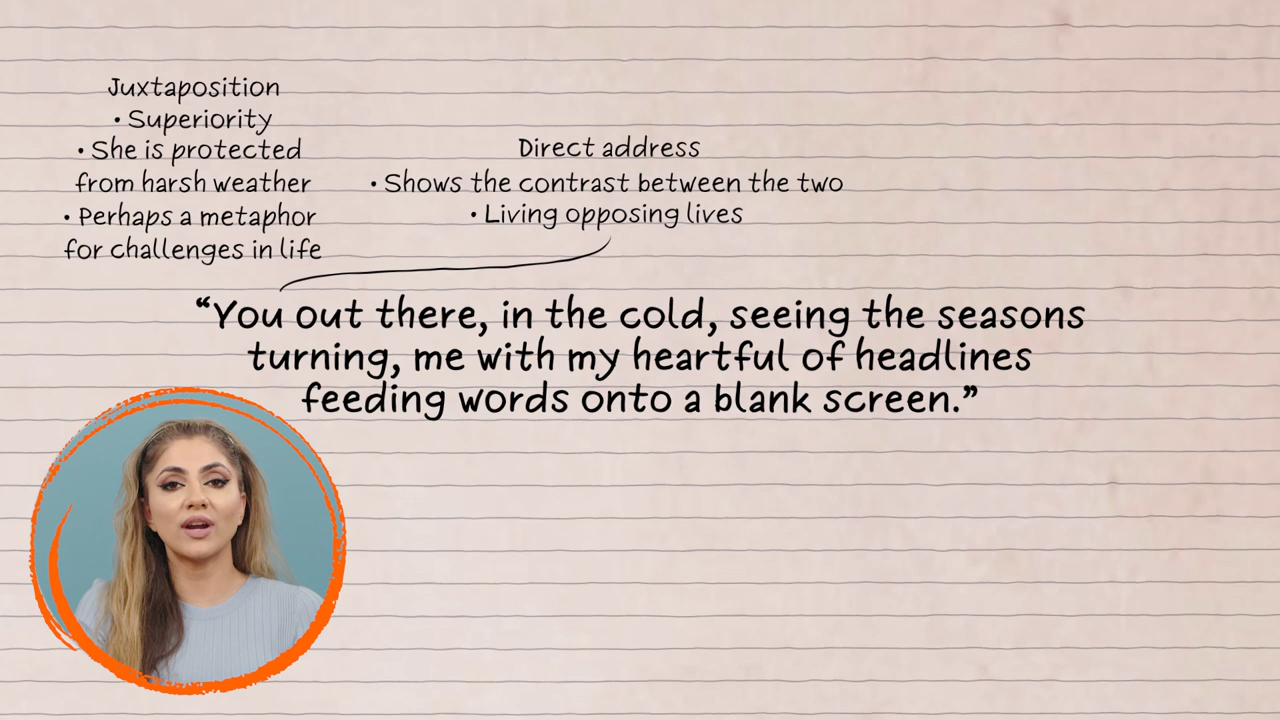 Juxtaposition
• Superiority
• She is protected
from harsh weather
• Perhaps a metaphor
for challenges in life
Direct address
• Shows the contrast between the two
• Living opposing lives
“You out there, in the cold, seeing the seasons
turning, me with my heartful of headlines
feeding words onto a blank screen.”